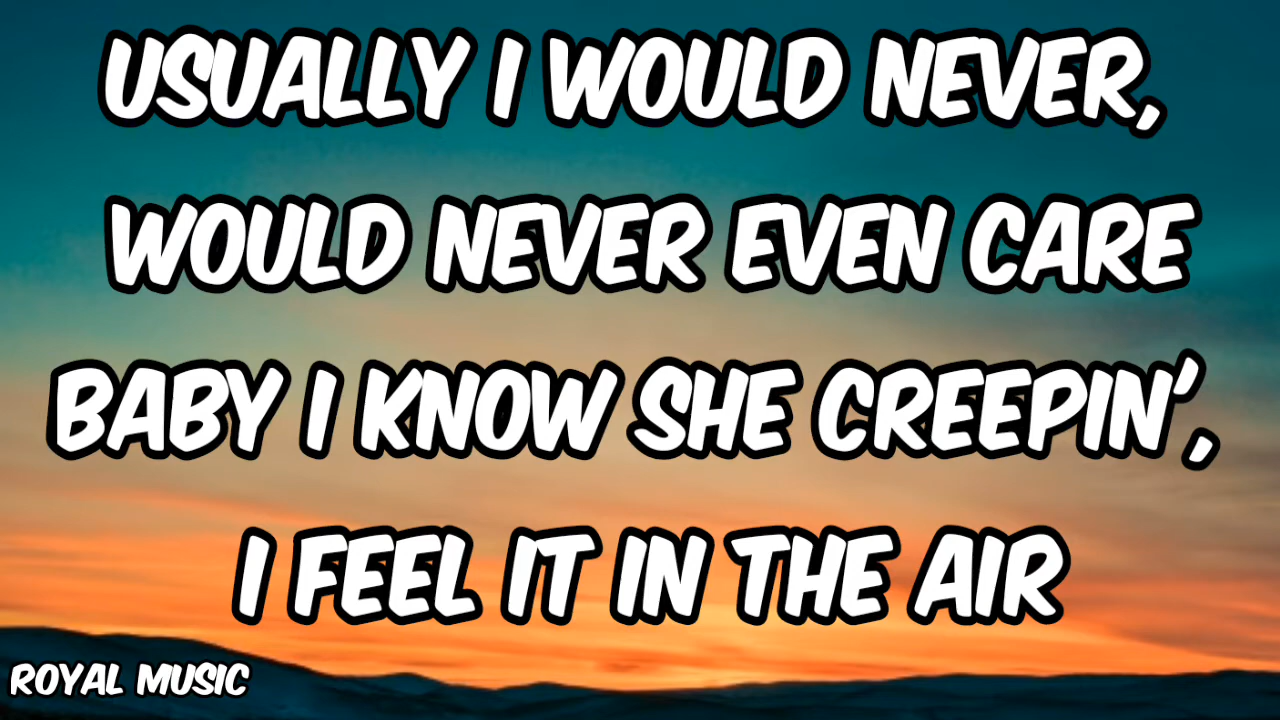 USUALLY I WOULD NEVER,
WOULD NEVER EVEN CARE
BABY I KNOW SHE CREEPIN',
I FEEL IT IN THE AIR
ROYAL MUSIC